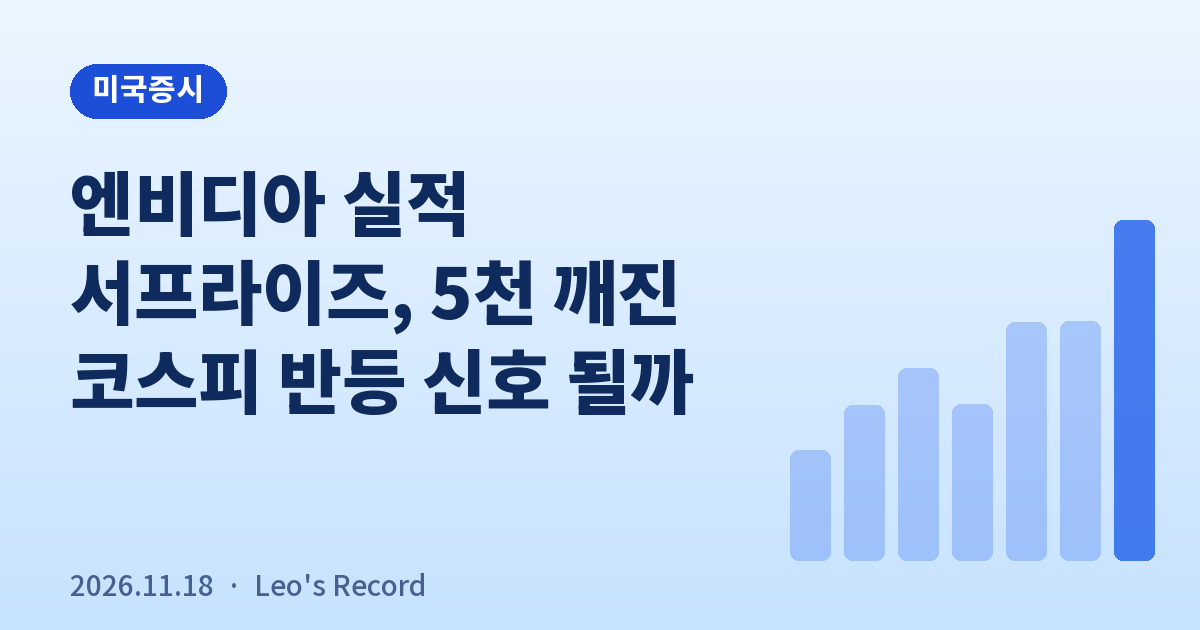 미국증시
엔비디아 실적
서프라이즈, 5천 깨진
코스피 반등 신호 될까
2026.11.18 · Leo's Record